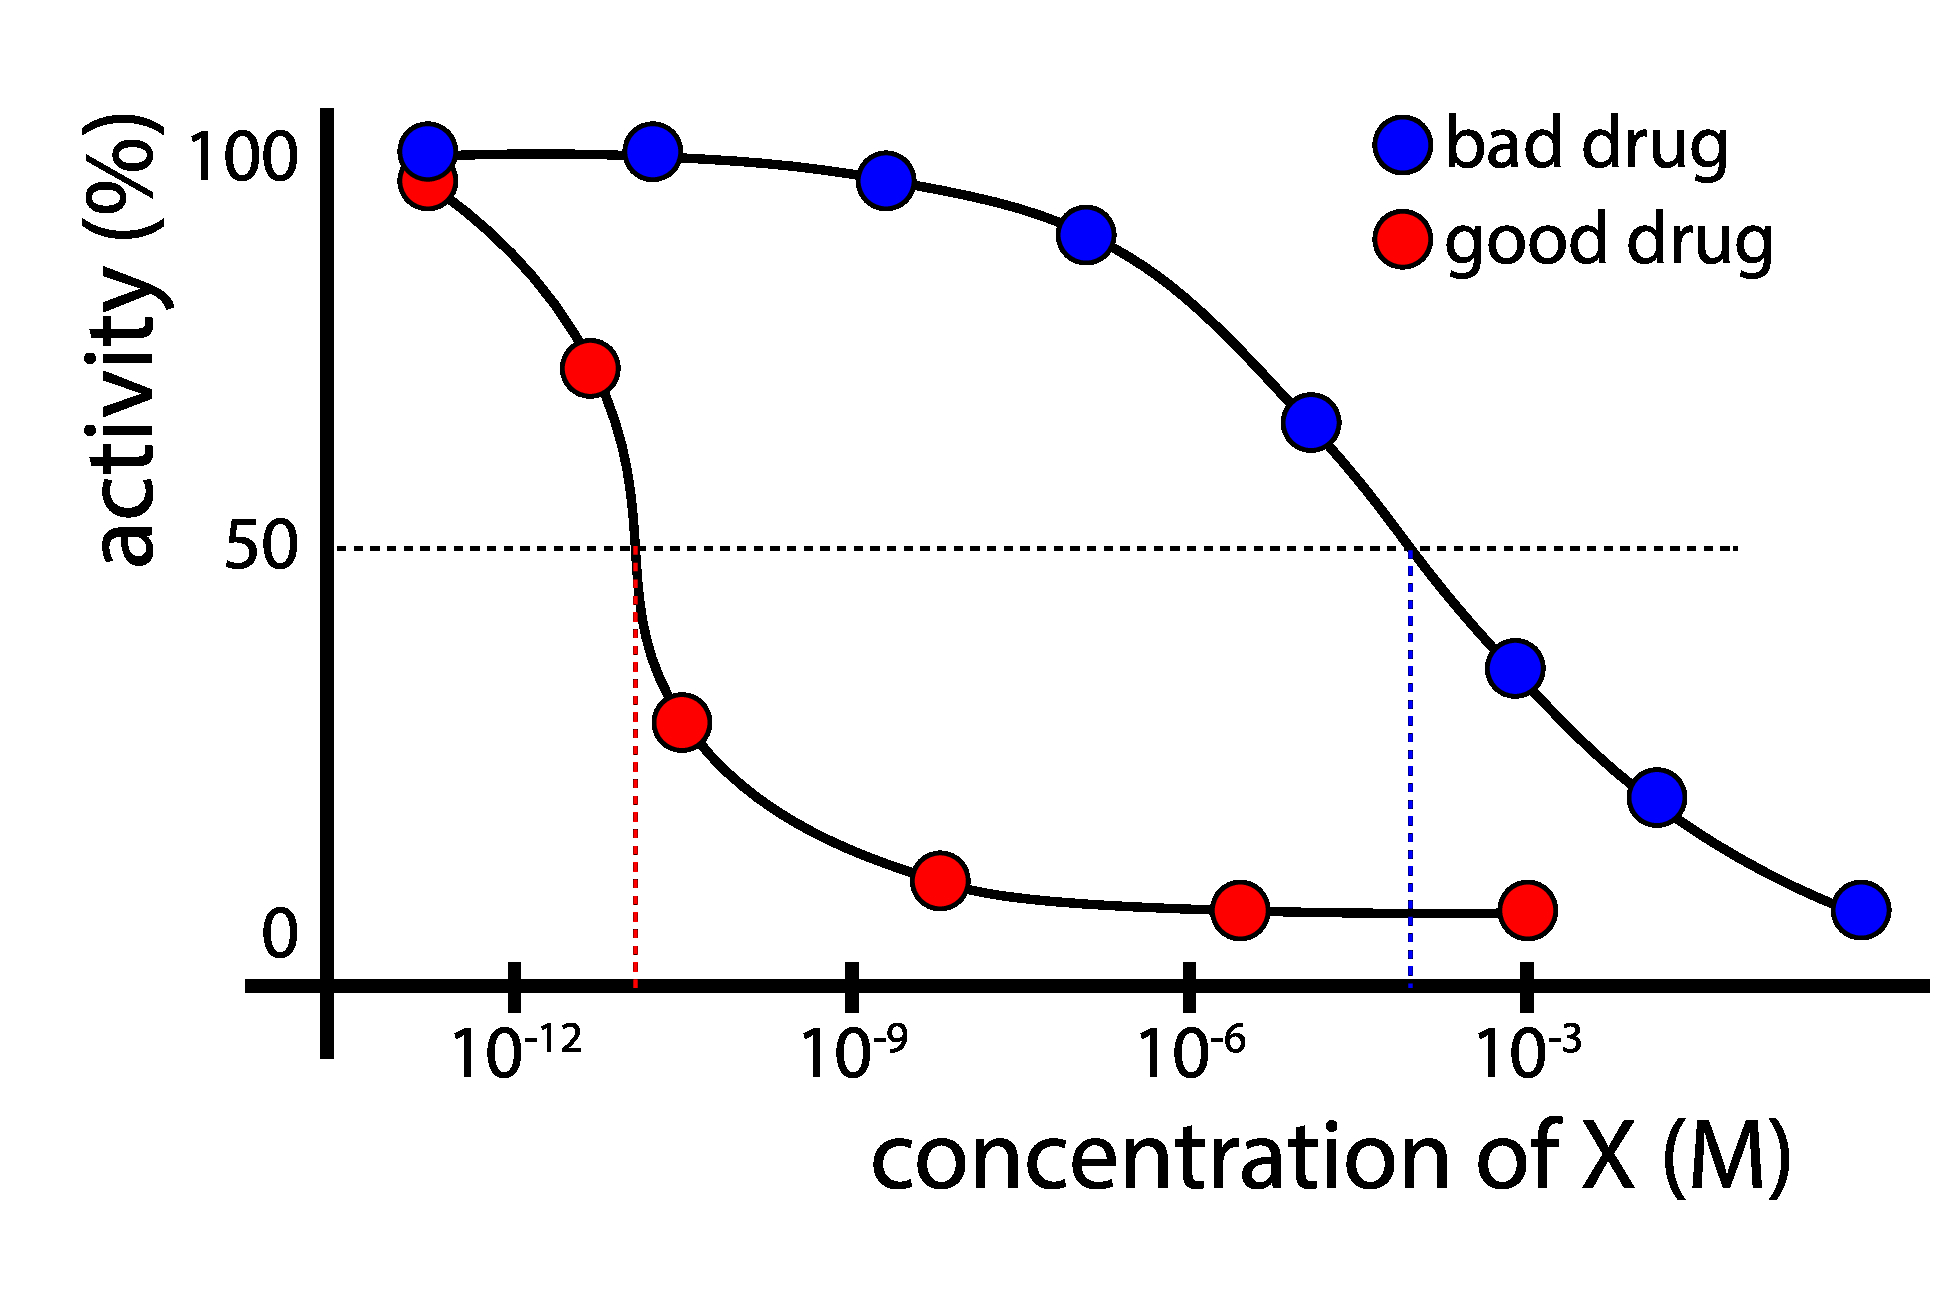 activity (%)
100
50
0
bad drug
good drug
10⁻¹²
10⁻⁹
10⁻⁶
10⁻³
concentration of X (M)